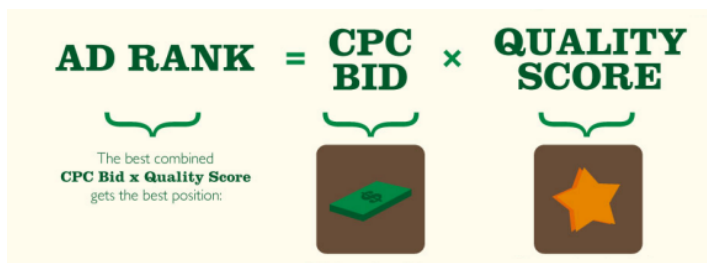 AD RANK = CPC BID × QUALITY SCORE
The best combined
CPC Bid x Quality Score
gets the best position:
$